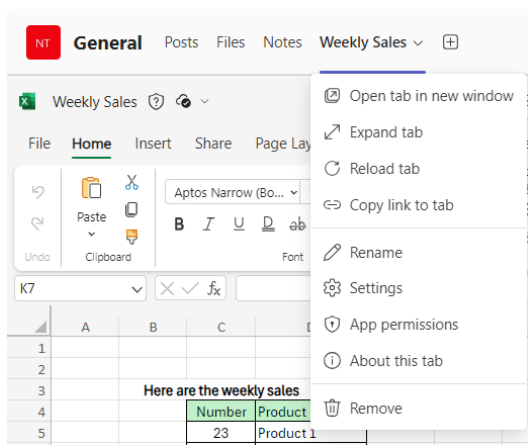 NT General Posts Files Notes Weekly Sales
Weekly Sales
Open tab in new window
Expand tab
Reload tab
Copy link to tab
Rename
Settings
App permissions
About this tab
Remove
File Home Insert Share Page Lay
Paste
Aptos Narrow (Bo...
B I U D ab
Undo Clipboard Font
K7 fx
A B C
1
2
3 Here are the weekly sales
4 Number Product
5 23 Product 1